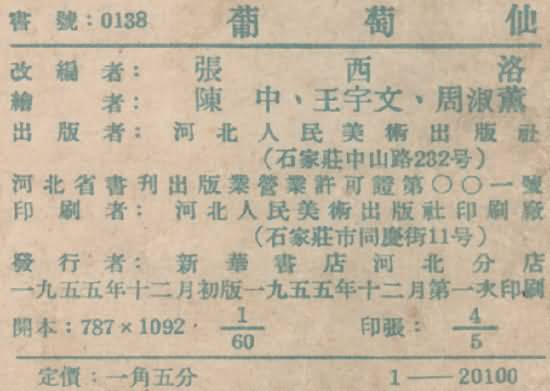 書號：0138 葡萄仙
改編者：張西洛
繪者：陳中、王宇文、周淑薰
出版者：河北人民美術出版社
（石家莊中山路232号）
河北省書刊出版業營業許可證第〇〇一號
印刷者：河北人民美術出版社印刷廠
（石家莊市同慶街11号）
發行者：新華書店河北分店
一九五五年十二月初版一九五五年十二月第一次印刷
開本：787×1092· 1/60 印張：4/5
定價：一角五分 1——20100